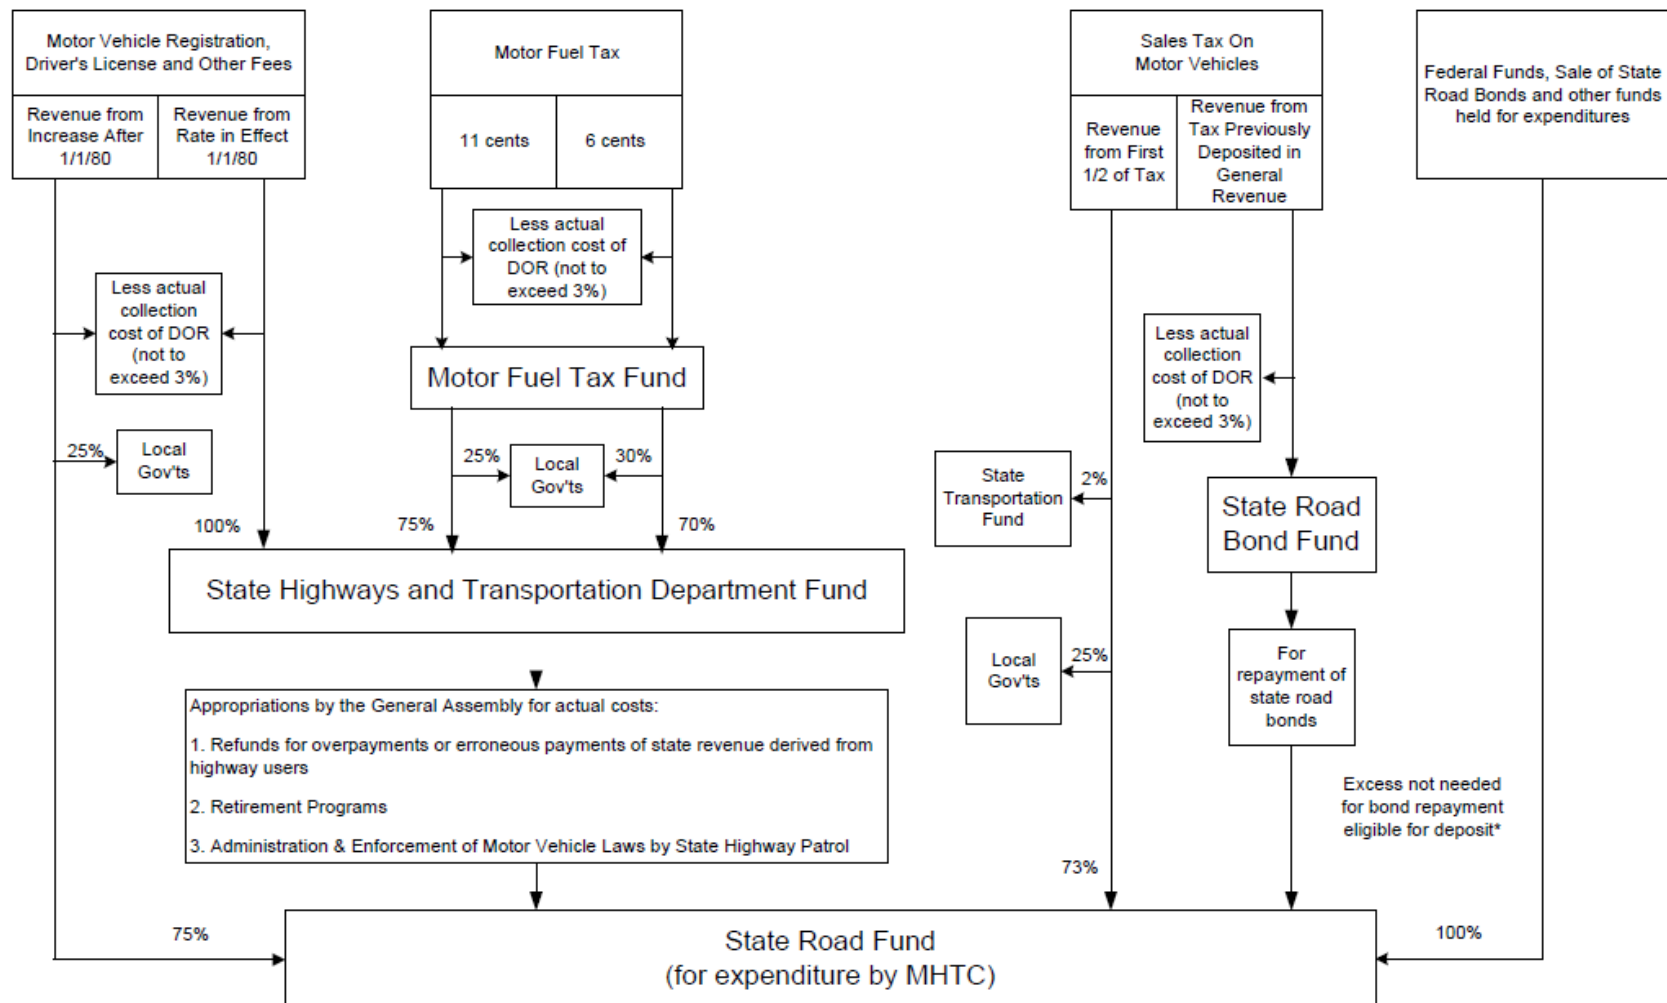 Motor Vehicle Registration,
Driver's License and Other Fees
Revenue from
Increase After
1/1/80
Revenue from
Rate in Effect
1/1/80
Motor Fuel Tax
11 cents
6 cents
Sales Tax On
Motor Vehicles
Revenue
from First
1/2 of Tax
Revenue from
Tax Previously
Deposited in
General
Revenue
Federal Funds, Sale of State
Road Bonds and other funds
held for expenditures
Less actual
collection
cost of DOR
(not to
exceed 3%)
Less actual
collection cost of
DOR (not to
exceed 3%)
Less actual
collection
cost of DOR
(not to
exceed 3%)
Motor Fuel Tax Fund
25%
Local
Gov'ts
25%
Local
Gov'ts
30%
100%
75%
70%
State
Transportation
Fund
2%
State Road
Bond Fund
State Highways and Transportation Department Fund
Local
Gov'ts
25%
For
repayment of
state road
bonds
Appropriations by the General Assembly for actual costs:
1. Refunds for overpayments or erroneous payments of state revenue derived from
highway users
2. Retirement Programs
3. Administration & Enforcement of Motor Vehicle Laws by State Highway Patrol
Excess not needed
for bond repayment
eligible for deposit*
73%
75%
State Road Fund
(for expenditure by MHTC)
100%